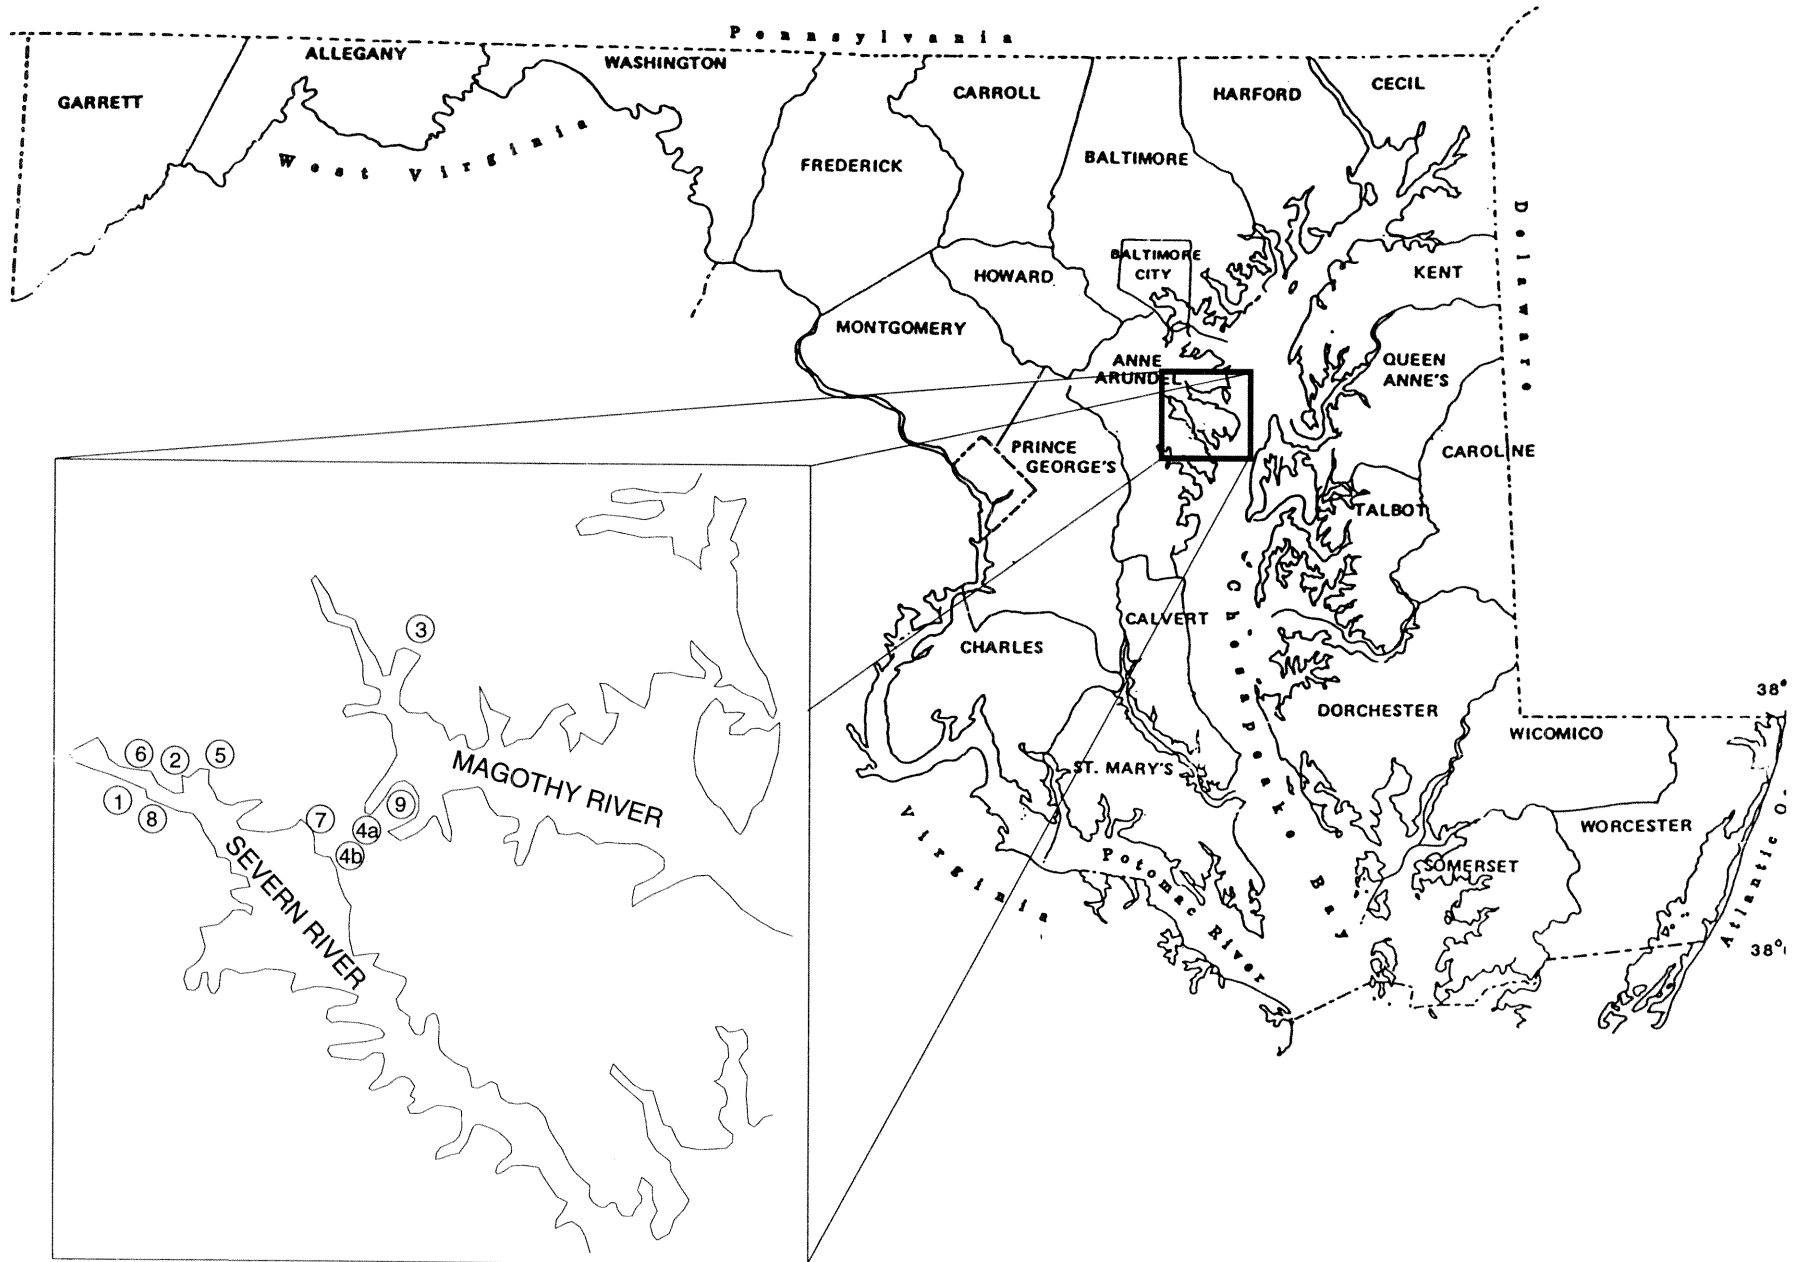 Pennsylvania
ALLEGANY
WASHINGTON
GARRETT
CARROLL
HARFORD
CECIL
West Virginia
FREDERICK
BALTIMORE
Delaware
BALTIMORE
CITY
HOWARD
KENT
MONTGOMERY
ANNE
ARUNDEL
QUEEN
ANNE'S
PRINCE
GEORGE'S
CAROLINE
TALBOT
Chesapeake Bay
CALVERT
CHARLES
38°
DORCHESTER
WICOMICO
ST. MARY'S
Virginia
WORCESTER
Potomac River
SOMERSET
Atlantic O
38°
3
6
2
5
MAGOTHY RIVER
1
8
9
7
4a
4b
SEVERN RIVER